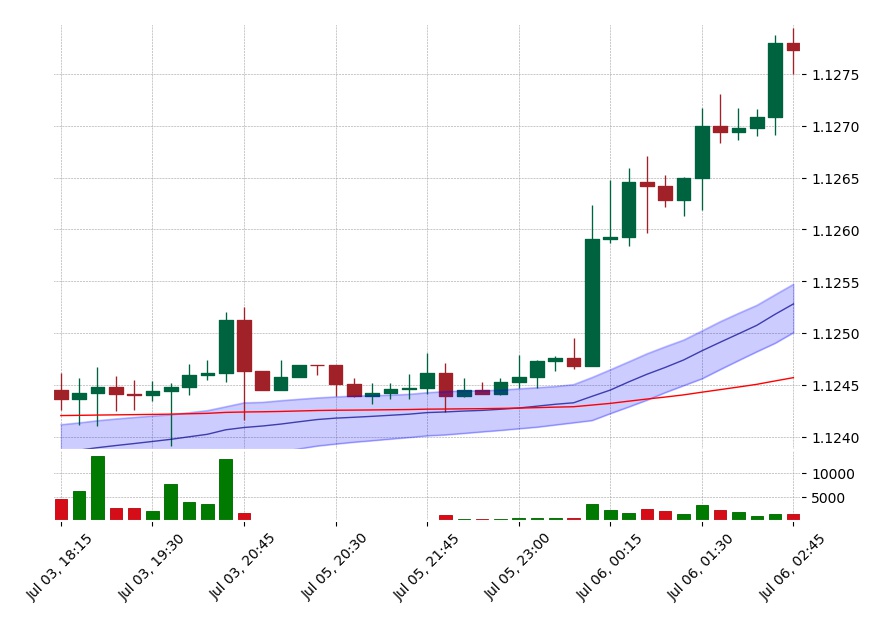 1.1275
1.1270
1.1265
1.1260
1.1255
1.1250
1.1245
1.1240
10000
5000
Jul 03, 18:15
Jul 03, 19:30
Jul 03, 20:45
Jul 05, 20:30
Jul 05, 21:45
Jul 05, 23:00
Jul 06, 00:15
Jul 06, 01:30
Jul 06, 02:45